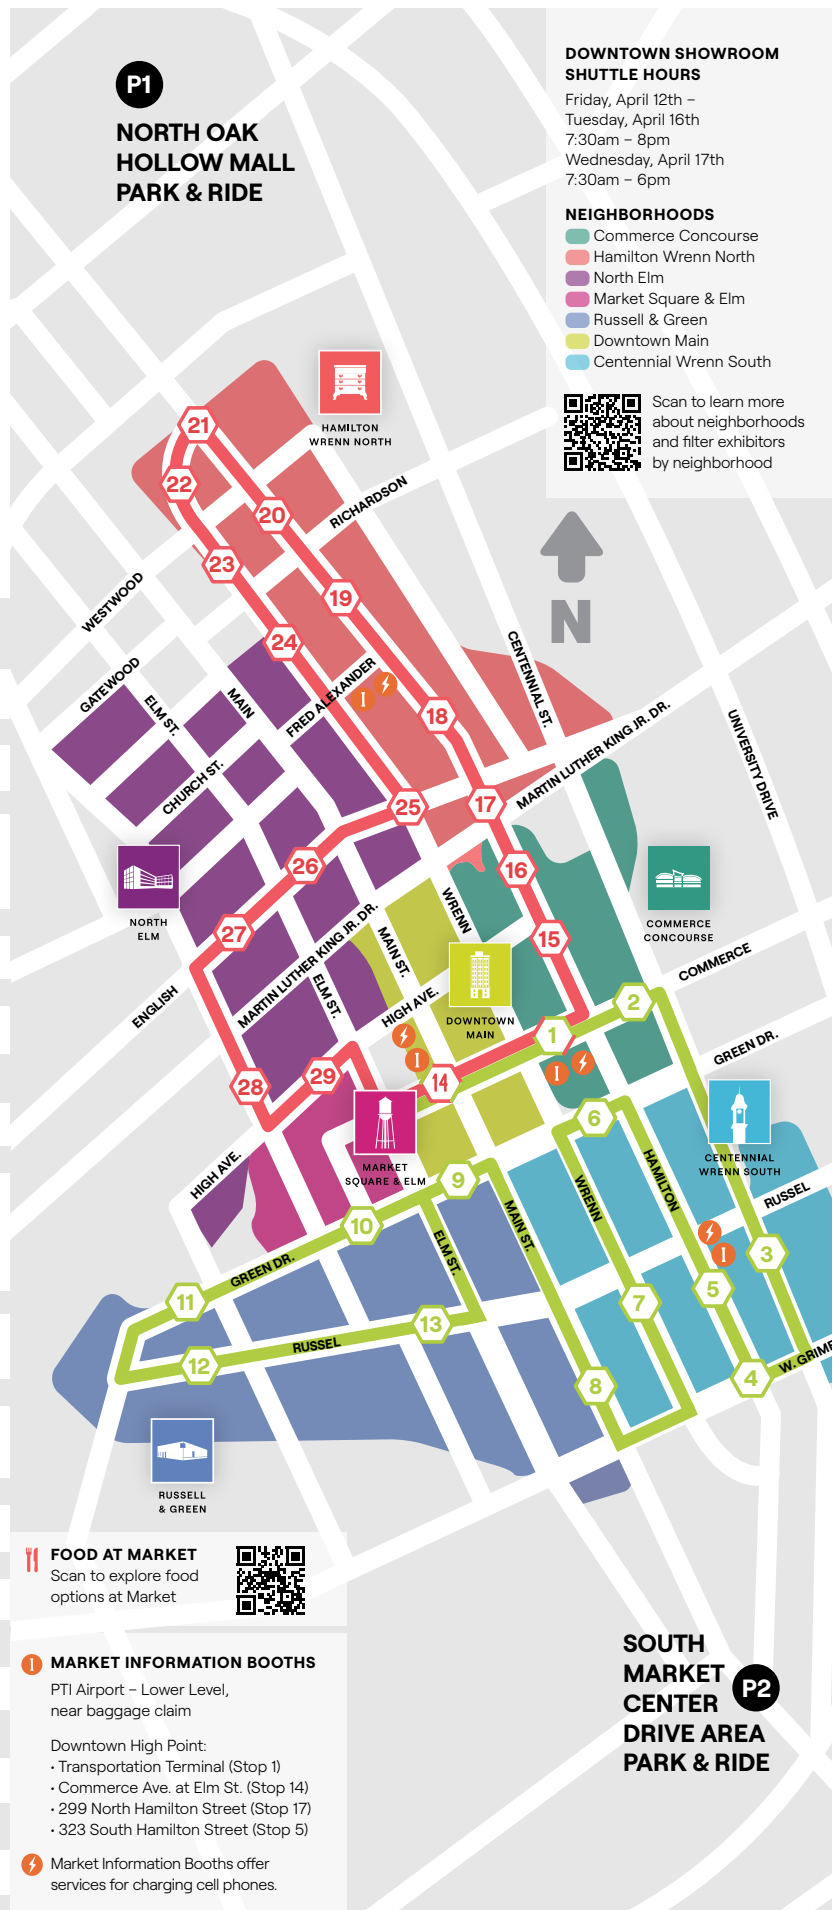 P1
NORTH OAK
HOLLOW MALL
PARK & RIDE
DOWNTOWN SHOWROOM
SHUTTLE HOURS
Friday, April 12th –
Tuesday, April 16th
7:30am – 8pm
Wednesday, April 17th
7:30am – 6pm
NEIGHBORHOODS
Commerce Concourse
Hamilton Wrenn North
North Elm
Market Square & Elm
Russell & Green
Downtown Main
Centennial Wrenn South
Scan to learn more
about neighborhoods
and filter exhibitors
by neighborhood
N
HAMILTON
WRENN NORTH
21
22
20
RICHARDSON
23
19
WESTWOOD
24
GATEWOOD
ELM ST.
MAIN
FRED ALEXANDER
I
CENTENNIAL ST.
18
MARTIN LUTHER KING JR. DR.
UNIVERSITY DRIVE
CHURCH ST.
25
17
26
16
NORTH
ELM
WRENN
COMMERCE
CONCOURSE
27
MARTIN LUTHER KING JR. DR.
MAIN ST.
15
COMMERCE
ENGLISH
ELM ST.
HIGH AVE.
DOWNTOWN
MAIN
2
1
I
I
GREEN DR.
28
29
14
6
MARKET
SQUARE & ELM
CENTENNIAL
WRENN SOUTH
HIGH AVE.
9
WRENN
HAMILTON
RUSSEL
10
MAIN ST.
ELM ST.
I
3
GREEN DR.
5
11
7
13
RUSSEL
12
8
4
W. GRIME
RUSSELL
& GREEN
FOOD AT MARKET
Scan to explore food
options at Market
I MARKET INFORMATION BOOTHS
PTI Airport – Lower Level,
near baggage claim
Downtown High Point:
• Transportation Terminal (Stop 1)
• Commerce Ave. at Elm St. (Stop 14)
• 299 North Hamilton Street (Stop 17)
• 323 South Hamilton Street (Stop 5)
Market Information Booths offer
services for charging cell phones.
SOUTH
MARKET
CENTER
DRIVE AREA
PARK & RIDE
P2